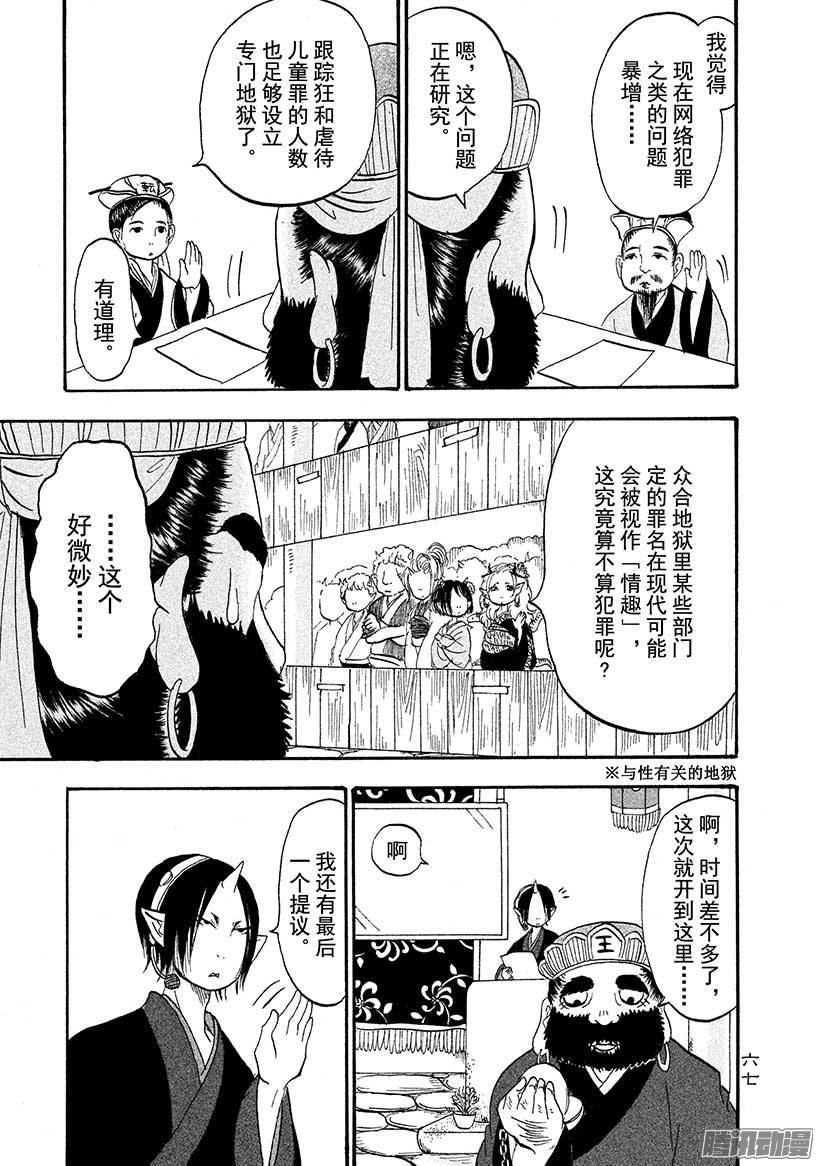 我觉得
现在网络犯罪
之类的问题
暴增……
嗯，这个问题
正在研究。
跟踪狂和虐待
儿童罪的人数
也足够设立
专门地狱了。
転
有道理。
众合地狱里某些部门
定的罪名在现代可能
会被视作「情趣」，
这究竟算不算犯罪呢？
※与性有关的地狱
……这个
好微妙……
啊，时间差不多了，
这次就开到这里……
啊
王
我还有最后
一个提议。
六七
腾讯动漫